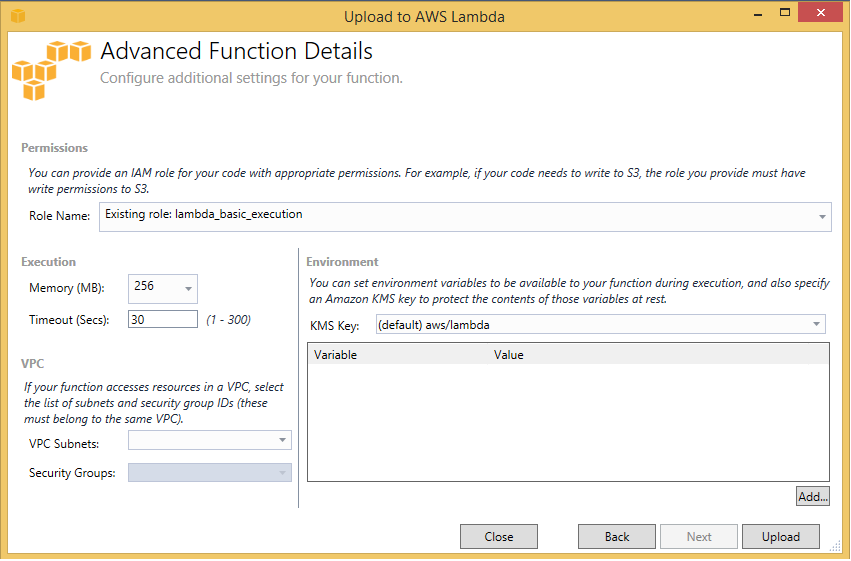 Upload to AWS Lambda
Advanced Function Details
Configure additional settings for your function.
Permissions
You can provide an IAM role for your code with appropriate permissions. For example, if your code needs to write to S3, the role you provide must have
write permissions to S3.
Role Name: Existing role: lambda_basic_execution
Execution
Memory (MB): 256
Timeout (Secs): 30 (1 - 300)
VPC
If your function accesses resources in a VPC, select
the list of subnets and security group IDs (these
must belong to the same VPC).
VPC Subnets:
Security Groups:
Environment
You can set environment variables to be available to your function during execution, and also specify
an Amazon KMS key to protect the contents of those variables at rest.
KMS Key: (default) aws/lambda
Variable Value
Add...
Close Back Next Upload